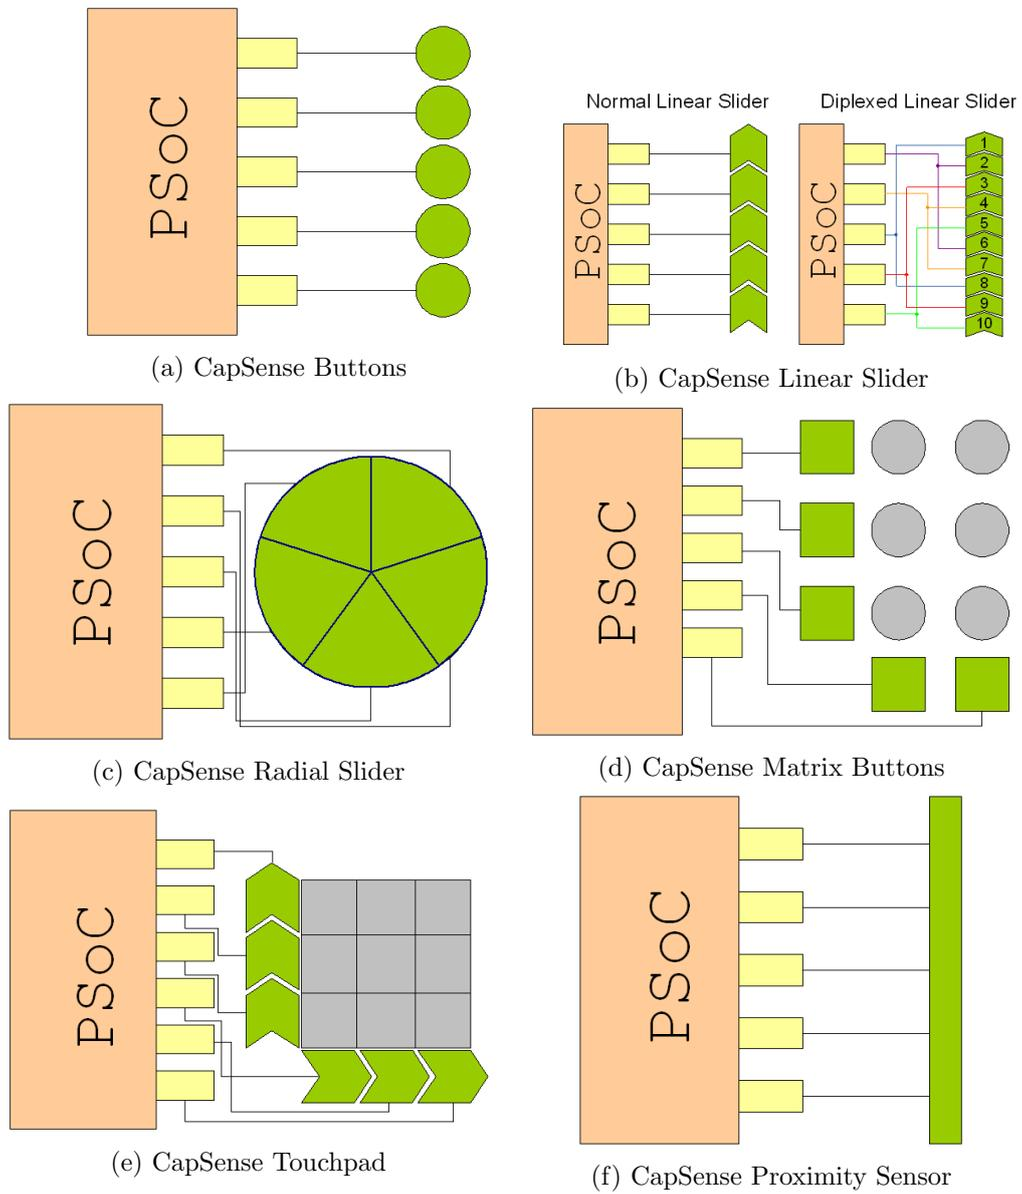 PSoC
(a) CapSense Buttons
Normal Linear Slider
Diplexed Linear Slider
PSoC
PSoC
1
2
3
4
5
6
7
8
9
10
(b) CapSense Linear Slider
PSoC
(c) CapSense Radial Slider
PSoC
(d) CapSense Matrix Buttons
PSoC
(e) CapSense Touchpad
PSoC
(f) CapSense Proximity Sensor